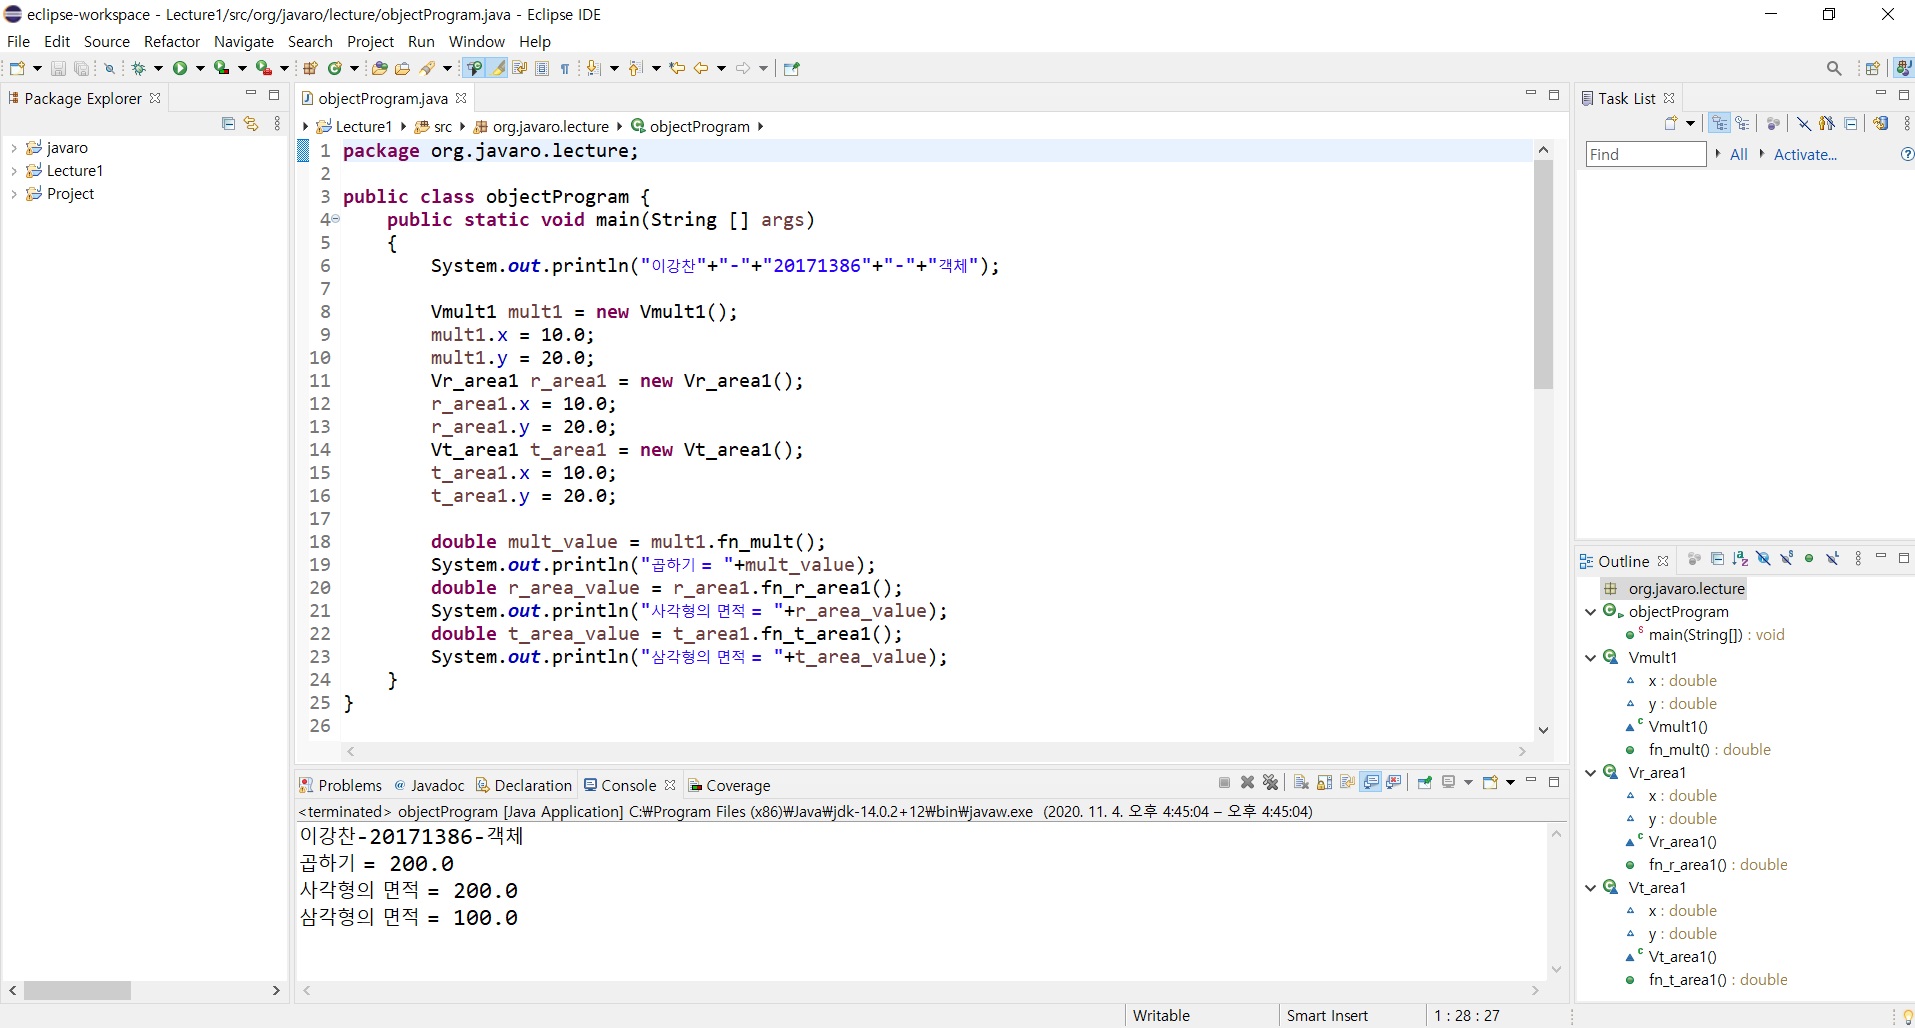 eclipse-workspace - Lecture1/src/org/javaro/lecture/objectProgram.java - Eclipse IDE
File Edit Source Refactor Navigate Search Project Run Window Help
Package Explorer
javaro
Lecture1
Project
objectProgram.java
Lecture1 src org.javaro.lecture objectProgram
1 package org.javaro.lecture;
2
3 public class objectProgram {
4 public static void main(String [] args)
5 {
6 System.out.println("이강찬"+"-"+"20171386"+"-"+"객체");
7
8 Vmult1 mult1 = new Vmult1();
9 mult1.x = 10.0;
10 mult1.y = 20.0;
11 Vr_area1 r_area1 = new Vr_area1();
12 r_area1.x = 10.0;
13 r_area1.y = 20.0;
14 Vt_area1 t_area1 = new Vt_area1();
15 t_area1.x = 10.0;
16 t_area1.y = 20.0;
17
18 double mult_value = mult1.fn_mult();
19 System.out.println("곱하기 = "+mult_value);
20 double r_area_value = r_area1.fn_r_area1();
21 System.out.println("사각형의 면적 = "+r_area_value);
22 double t_area_value = t_area1.fn_t_area1();
23 System.out.println("삼각형의 면적 = "+t_area_value);
24 }
25 }
26
Problems Javadoc Declaration Console Coverage
<terminated> objectProgram [Java Application] C:₩Program Files (x86)₩Java₩jdk-14.0.2+12₩bin₩javaw.exe (2020. 11. 4. 오후 4:45:04 – 오후 4:45:04)
이강찬-20171386-객체
곱하기 = 200.0
사각형의 면적 = 200.0
삼각형의 면적 = 100.0
Task List
Find All Activate...
Outline
org.javaro.lecture
objectProgram
main(String[]) : void
Vmult1
x : double
y : double
Vmult1()
fn_mult() : double
Vr_area1
x : double
y : double
Vr_area1()
fn_r_area1() : double
Vt_area1
x : double
y : double
Vt_area1()
fn_t_area1() : double
Writable Smart Insert 1 : 28 : 27